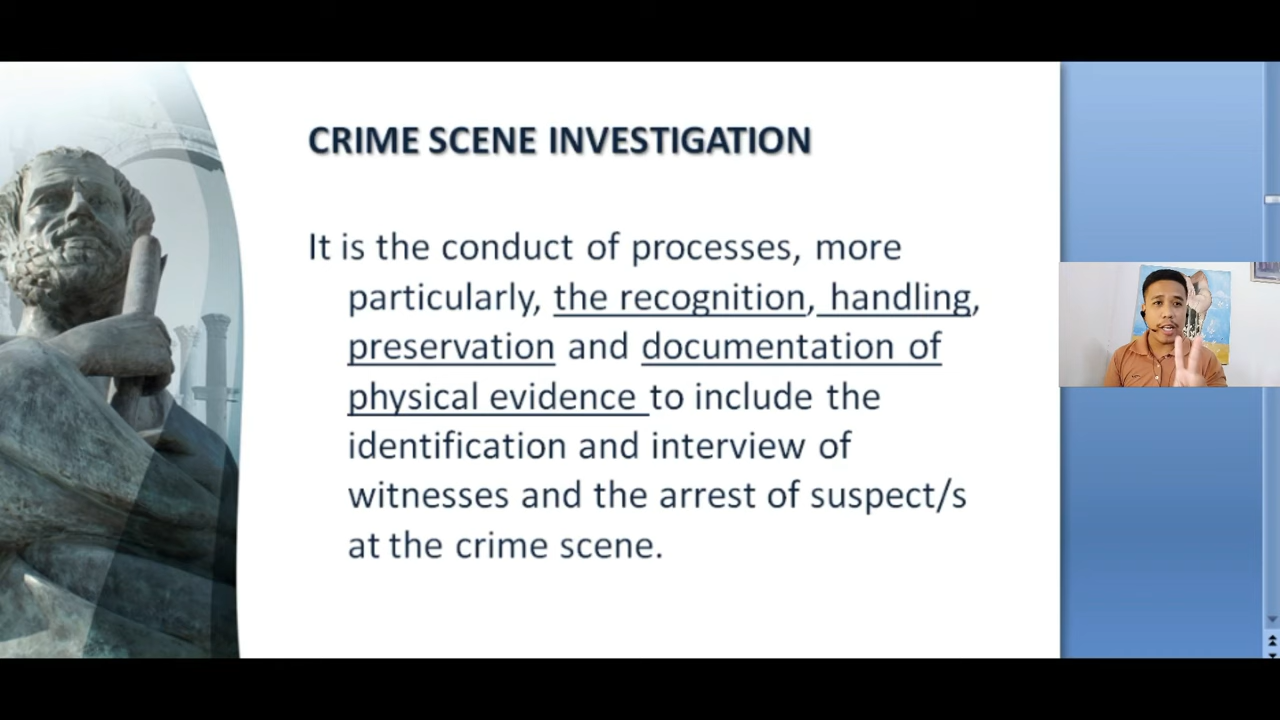 CRIME SCENE INVESTIGATION
It is the conduct of processes, more
particularly, the recognition, handling,
preservation and documentation of
physical evidence to include the
identification and interview of
witnesses and the arrest of suspect/s
at the crime scene.